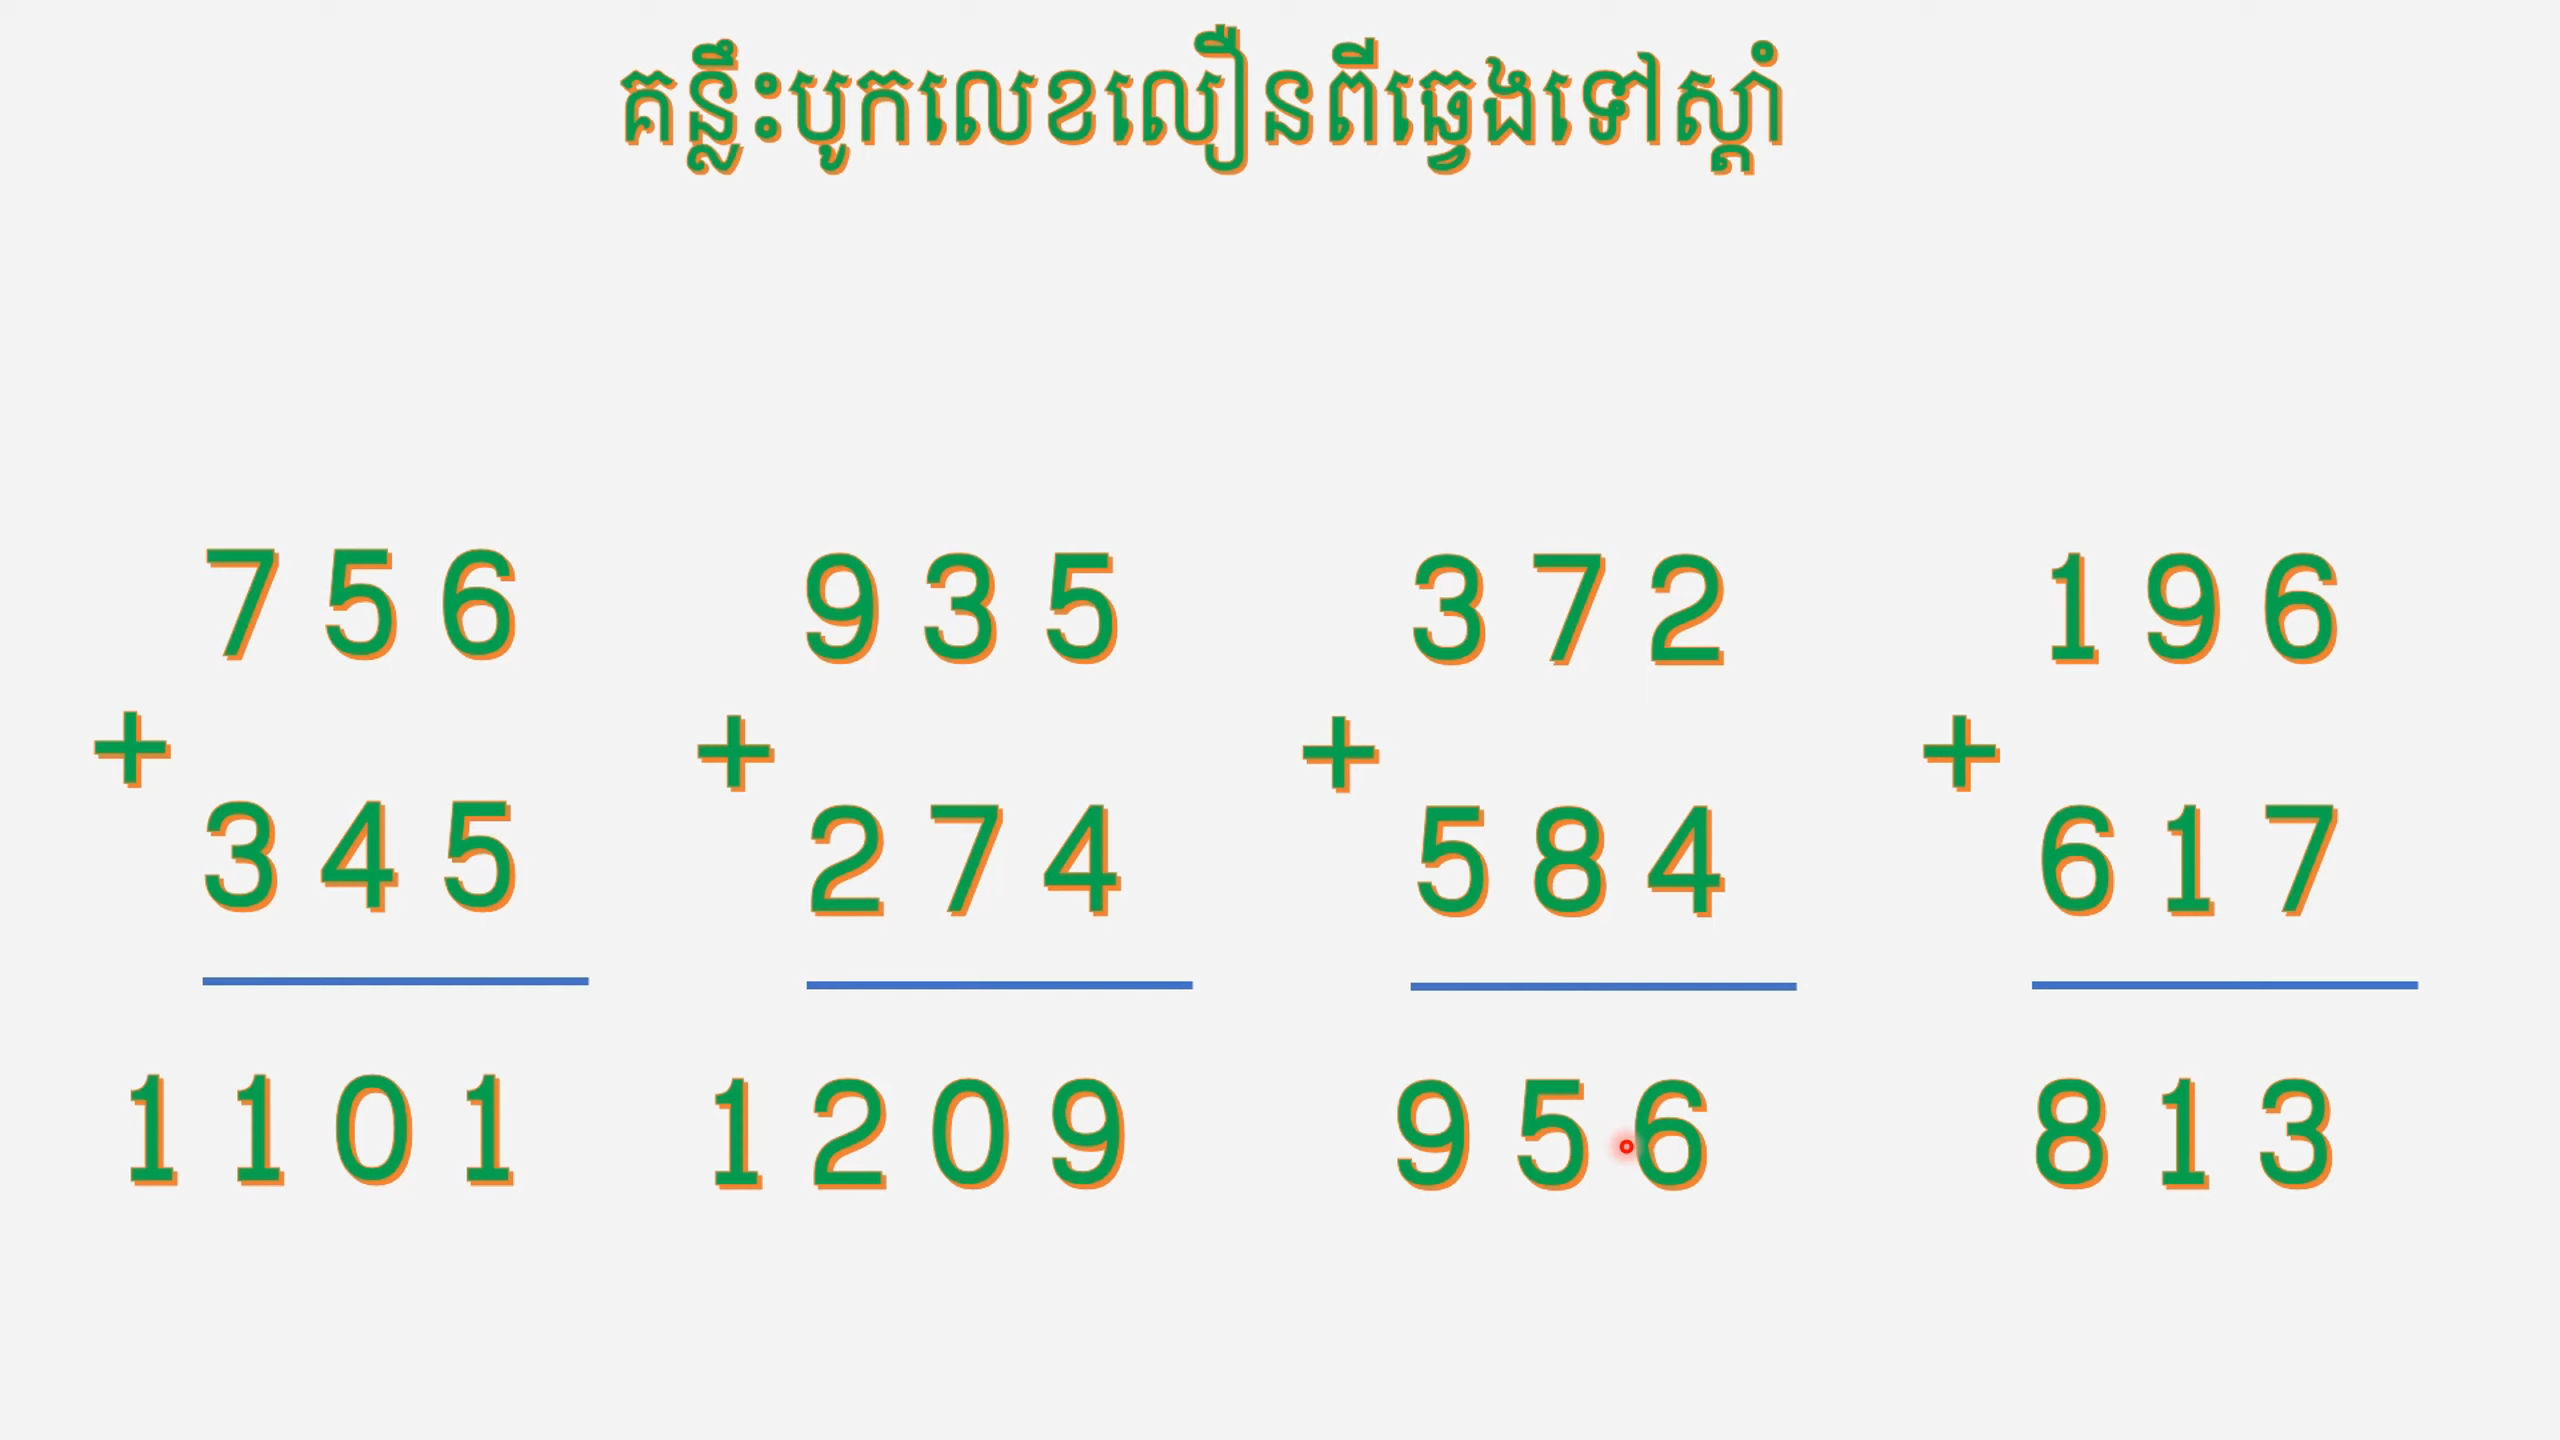 គន្លឹះបូកលេខលឿនពីឆ្វេងទៅស្តាំ
756 935 372 196
+ + + +
345 274 584 617
1101 1209 956 813